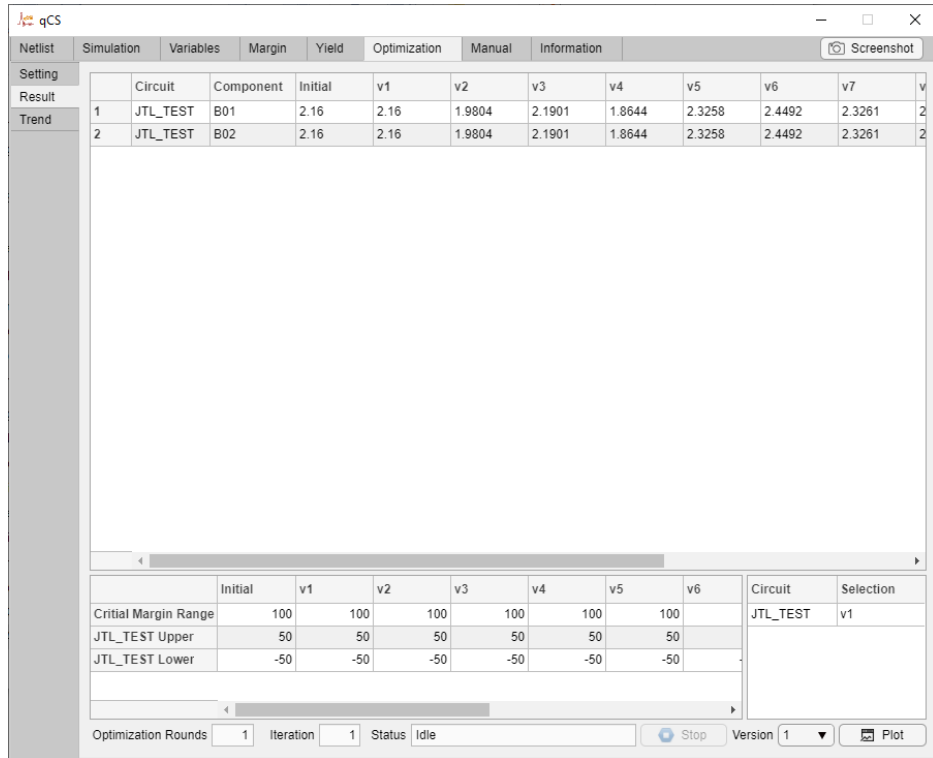 qCS
Netlist Simulation Variables Margin Yield Optimization Manual Information Screenshot
Setting
Result
Trend
Circuit Component Initial v1 v2 v3 v4 v5 v6 v7 v
1 JTL_TEST B01 2.16 2.16 1.9804 2.1901 1.8644 2.3258 2.4492 2.3261 2
2 JTL_TEST B02 2.16 2.16 1.9804 2.1901 1.8644 2.3258 2.4492 2.3261 2
Initial v1 v2 v3 v4 v5 v6
Critial Margin Range 100 100 100 100 100 100
JTL_TEST Upper 50 50 50 50 50 50
JTL_TEST Lower -50 -50 -50 -50 -50 -50 -
Circuit Selection
JTL_TEST v1
Optimization Rounds 1 Iteration 1 Status Idle Stop Version 1 Plot